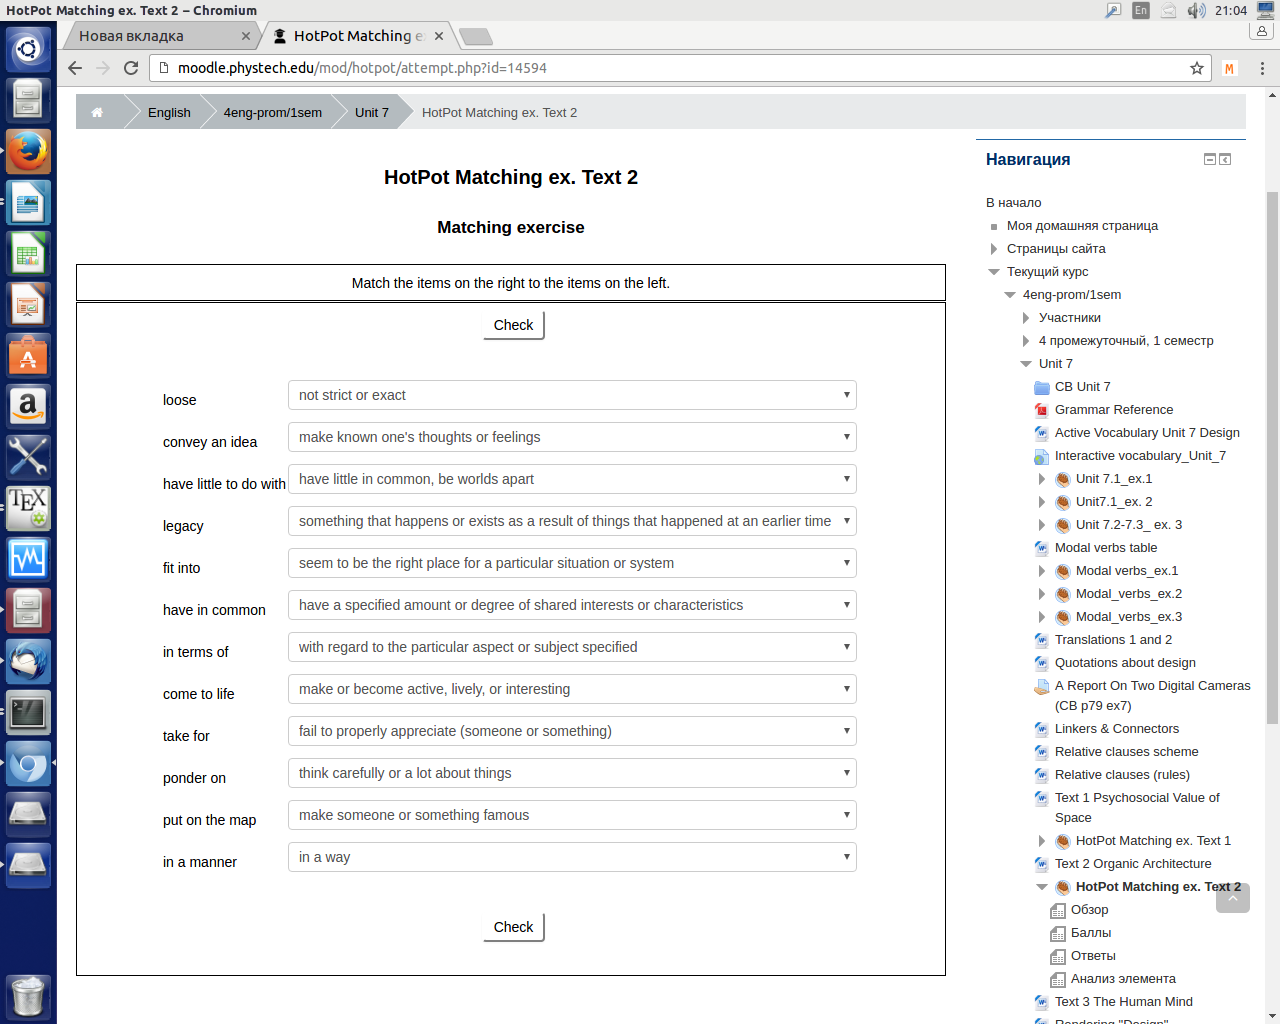 HotPot Matching ex. Text 2 – Chromium
En
21:04
Новая вкладка
HotPot Matching e
moodle.phystech.edu/mod/hotpot/attempt.php?id=14594
M
English
4eng-prom/1sem
Unit 7
HotPot Matching ex. Text 2
HotPot Matching ex. Text 2
Matching exercise
Match the items on the right to the items on the left.
Check
loose not strict or exact
convey an idea make known one's thoughts or feelings
have little to do with have little in common, be worlds apart
legacy something that happens or exists as a result of things that happened at an earlier time
fit into seem to be the right place for a particular situation or system
have in common have a specified amount or degree of shared interests or characteristics
in terms of with regard to the particular aspect or subject specified
come to life make or become active, lively, or interesting
take for fail to properly appreciate (someone or something)
ponder on think carefully or a lot about things
put on the map make someone or something famous
in a manner in a way
Check
Навигация
В начало
Моя домашняя страница
Страницы сайта
Текущий курс
4eng-prom/1sem
Участники
4 промежуточный, 1 семестр
Unit 7
CB Unit 7
Grammar Reference
Active Vocabulary Unit 7 Design
Interactive vocabulary_Unit_7
Unit 7.1_ex.1
Unit7.1_ex. 2
Unit 7.2-7.3_ ex. 3
Modal verbs table
Modal verbs_ex.1
Modal_verbs_ex.2
Modal_verbs_ex.3
Translations 1 and 2
Quotations about design
A Report On Two Digital Cameras
(CB p79 ex7)
Linkers & Connectors
Relative clauses scheme
Relative clauses (rules)
Text 1 Psychosocial Value of
Space
HotPot Matching ex. Text 1
Text 2 Organic Architecture
HotPot Matching ex. Text 2
Обзор
Баллы
Ответы
Анализ элемента
Text 3 The Human Mind
Rendering "Design"
TEX
a